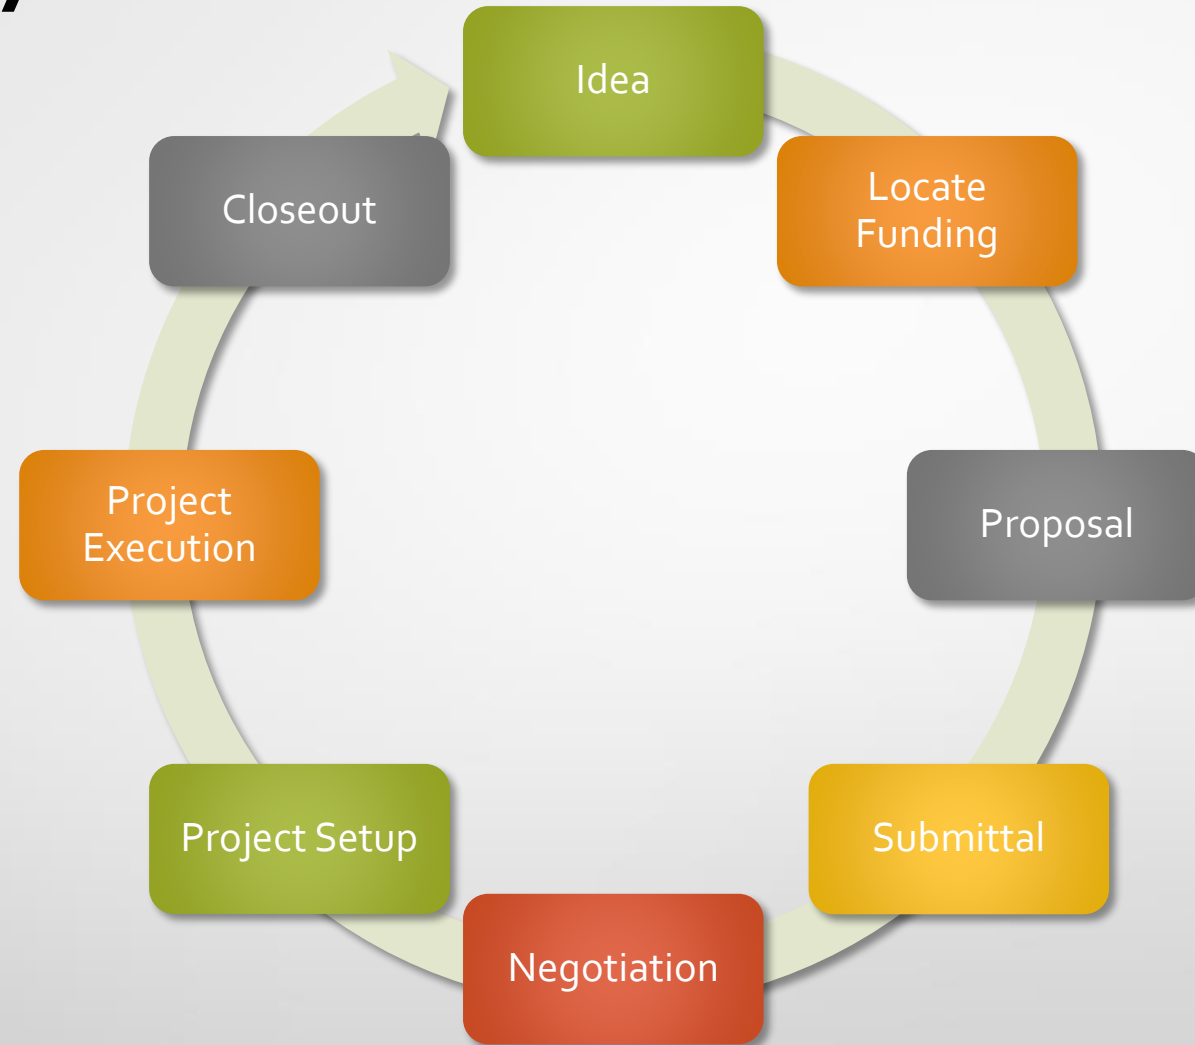 Idea
Locate
Funding
Proposal
Submittal
Negotiation
Project Setup
Project
Execution
Closeout